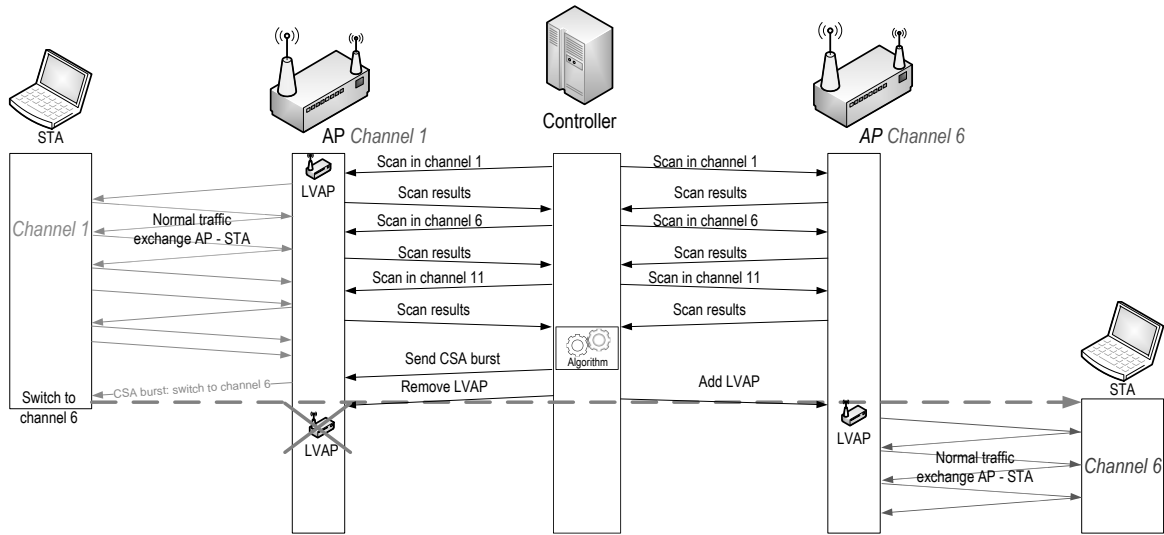 STA
AP Channel 1
Controller
AP Channel 6
LVAP
Scan in channel 1
Scan in channel 1
Scan results
Scan results
Channel 1
Normal traffic
exchange AP - STA
Scan in channel 6
Scan in channel 6
Scan results
Scan results
Scan in channel 11
Scan in channel 11
Scan results
Scan results
Algorithm
Send CSA burst
CSA burst: switch to channel 6
Remove LVAP
Add LVAP
Switch to
channel 6
STA
LVAP
LVAP
Normal traffic
exchange AP - STA
Channel 6